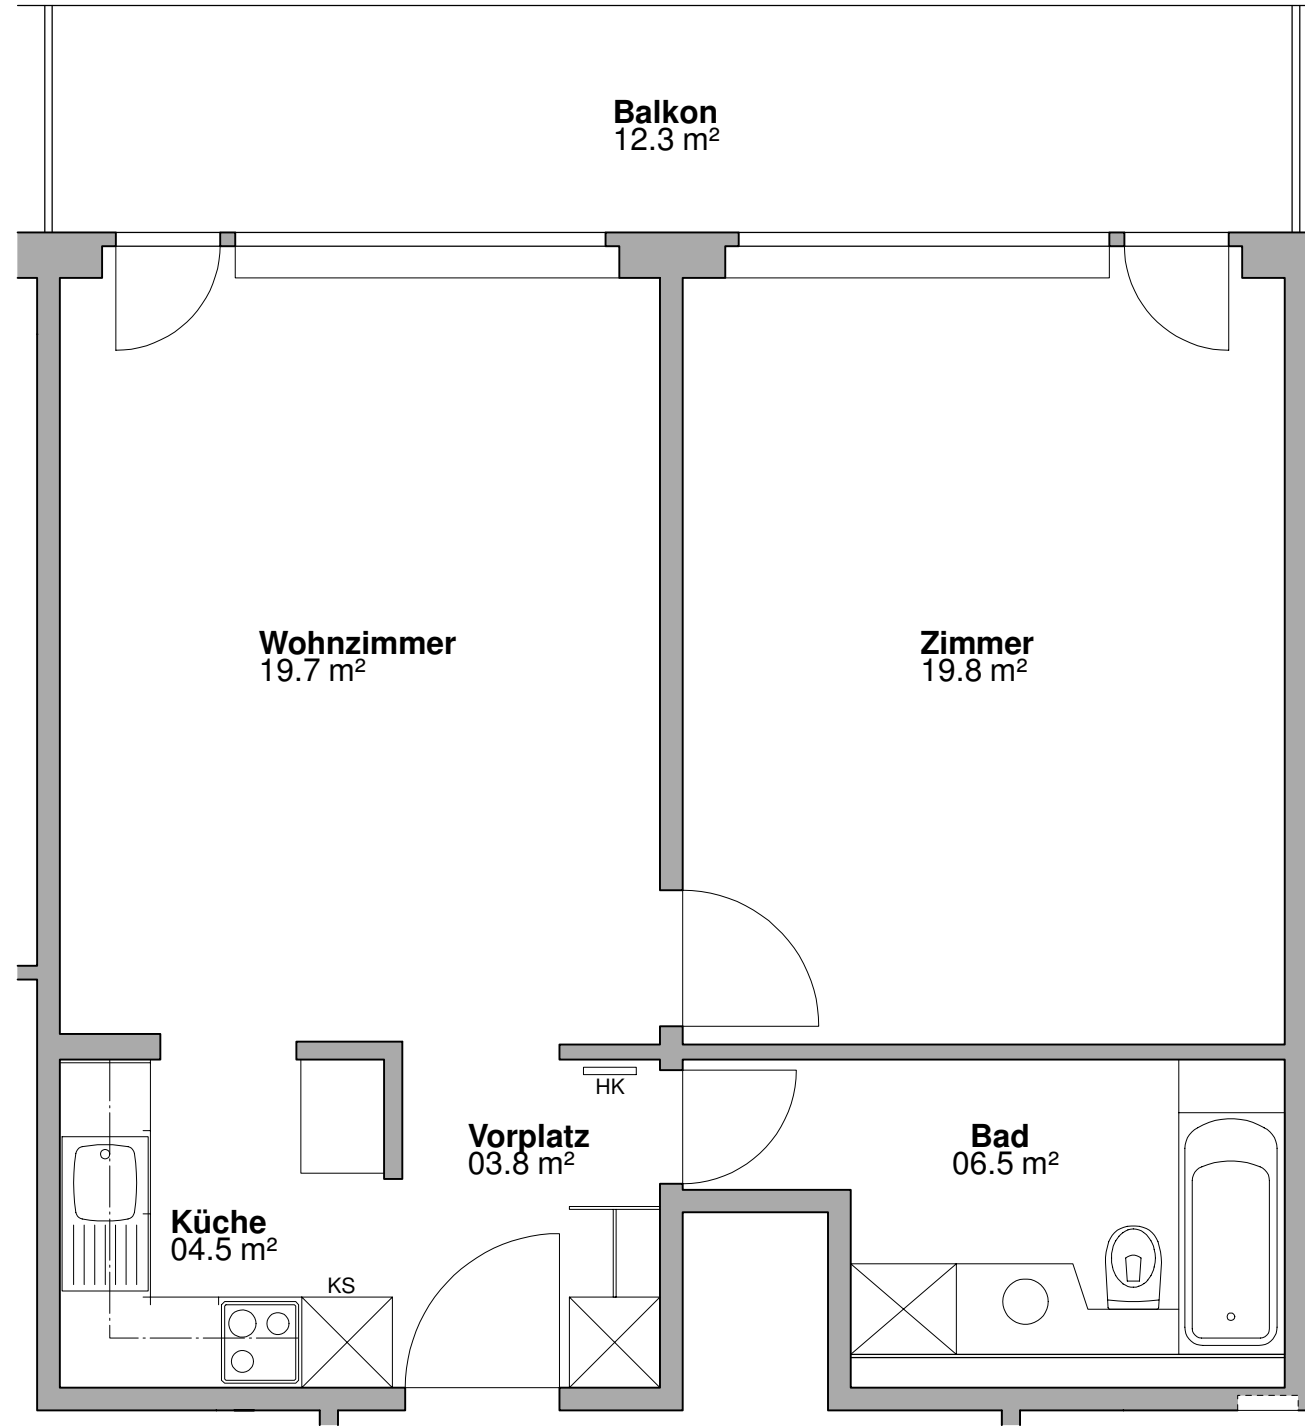 Balkon
12.3 m²
Wohnzimmer
19.7 m²
Zimmer
19.8 m²
HK
Vorplatz
03.8 m²
Bad
06.5 m²
Küche
04.5 m²
KS